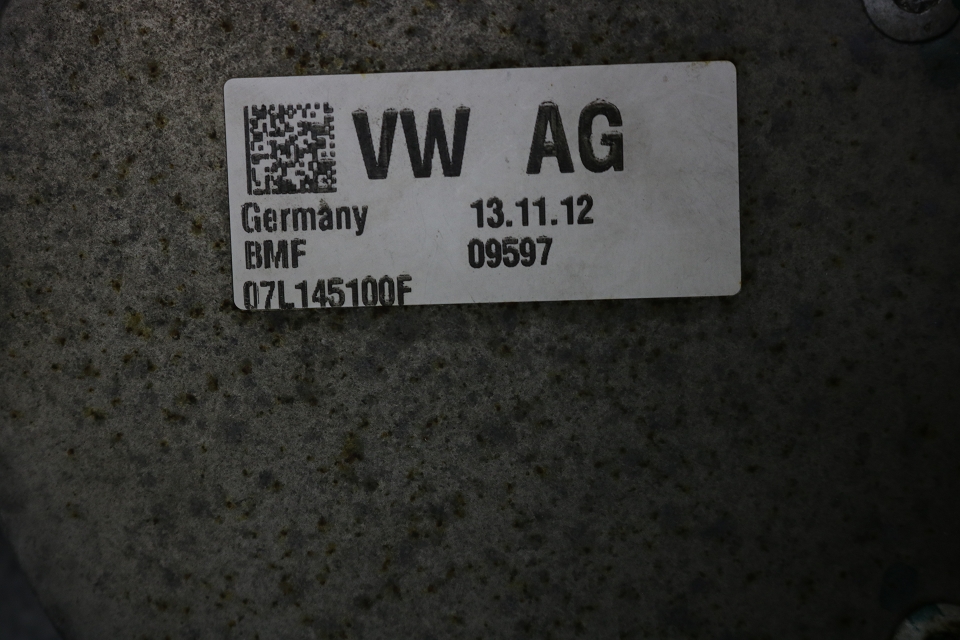 VW AG
Germany 13.11.12
BMF 09597
07L145100F